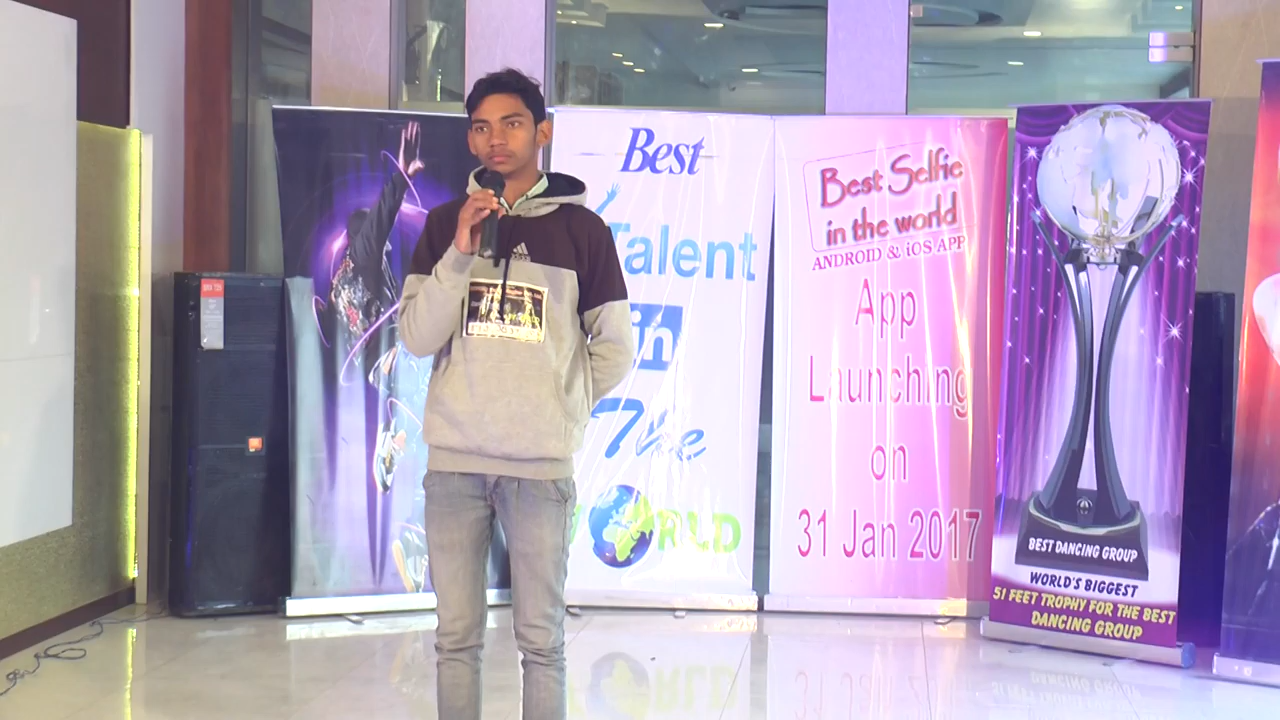 Best
Talent
in
The
WORLD
Best Selfie
in the world
ANDROID & iOS APP
App
Launching
on
31 Jan 2017
BEST DANCING GROUP
WORLD'S BIGGEST
51 FEET TROPHY FOR THE BEST
DANCING GROUP